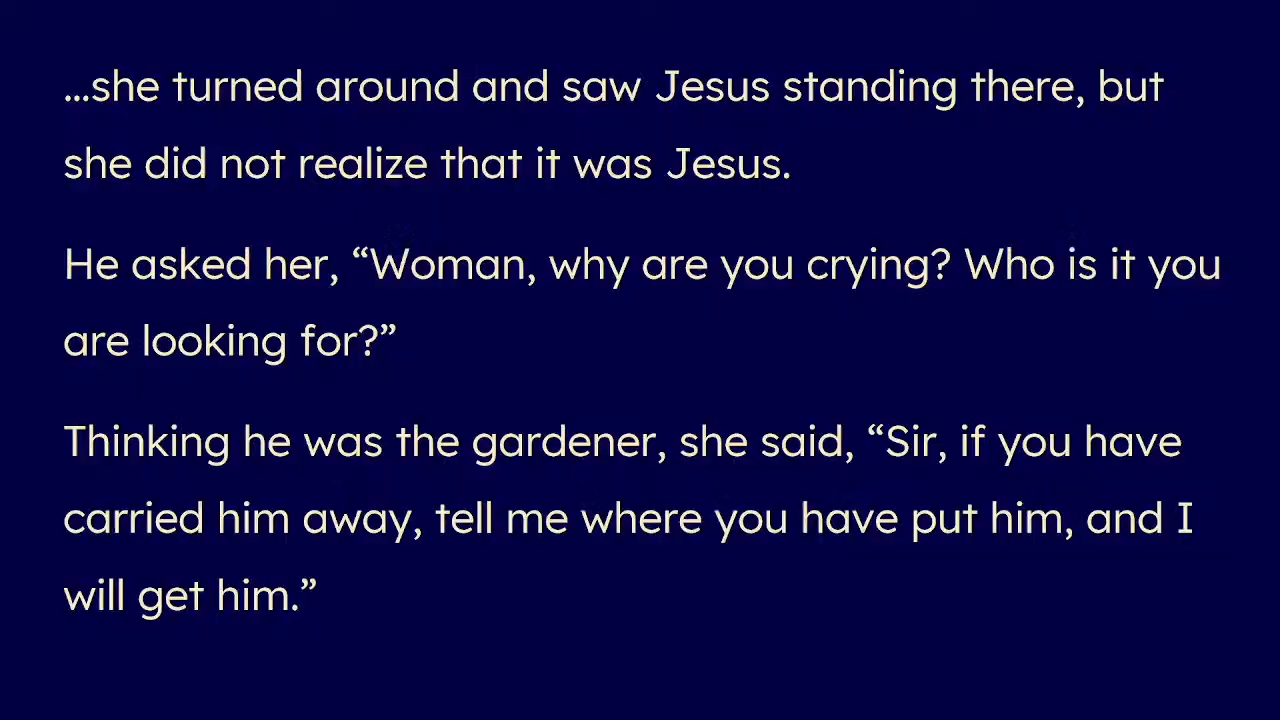 ...she turned around and saw Jesus standing there, but
she did not realize that it was Jesus.
He asked her, “Woman, why are you crying? Who is it you
are looking for?”
Thinking he was the gardener, she said, “Sir, if you have
carried him away, tell me where you have put him, and I
will get him.”